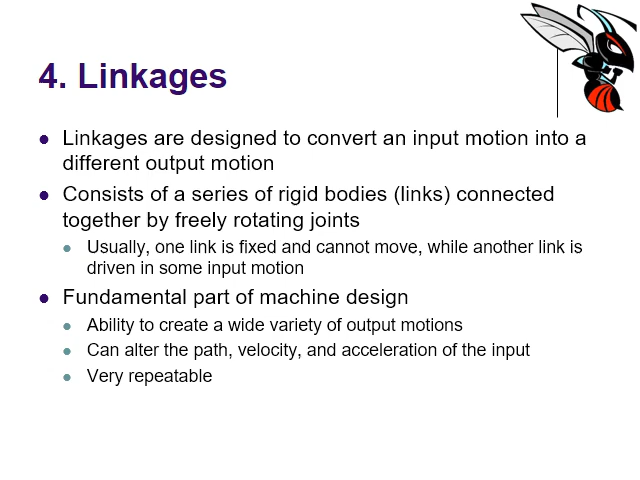 4. Linkages
Linkages are designed to convert an input motion into a
different output motion
Consists of a series of rigid bodies (links) connected
together by freely rotating joints
Usually, one link is fixed and cannot move, while another link is
driven in some input motion
Fundamental part of machine design
Ability to create a wide variety of output motions
Can alter the path, velocity, and acceleration of the input
Very repeatable